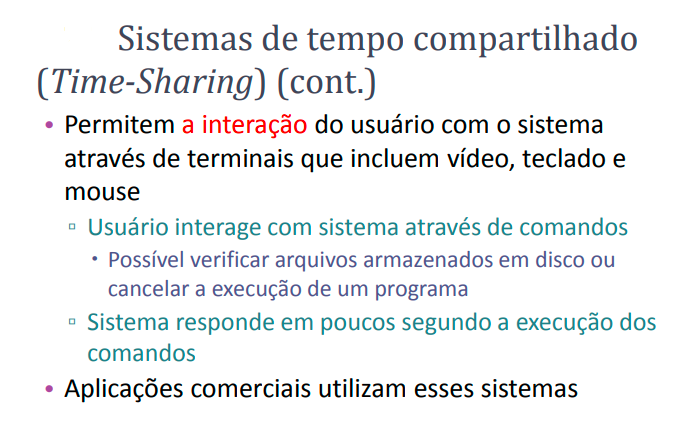 Sistemas de tempo compartilhado
(Time-Sharing) (cont.)
• Permitem a interação do usuário com o sistema
através de terminais que incluem vídeo, teclado e
mouse
▫ Usuário interage com sistema através de comandos
• Possível verificar arquivos armazenados em disco ou
cancelar a execução de um programa
▫ Sistema responde em poucos segundo a execução dos
comandos
• Aplicações comerciais utilizam esses sistemas